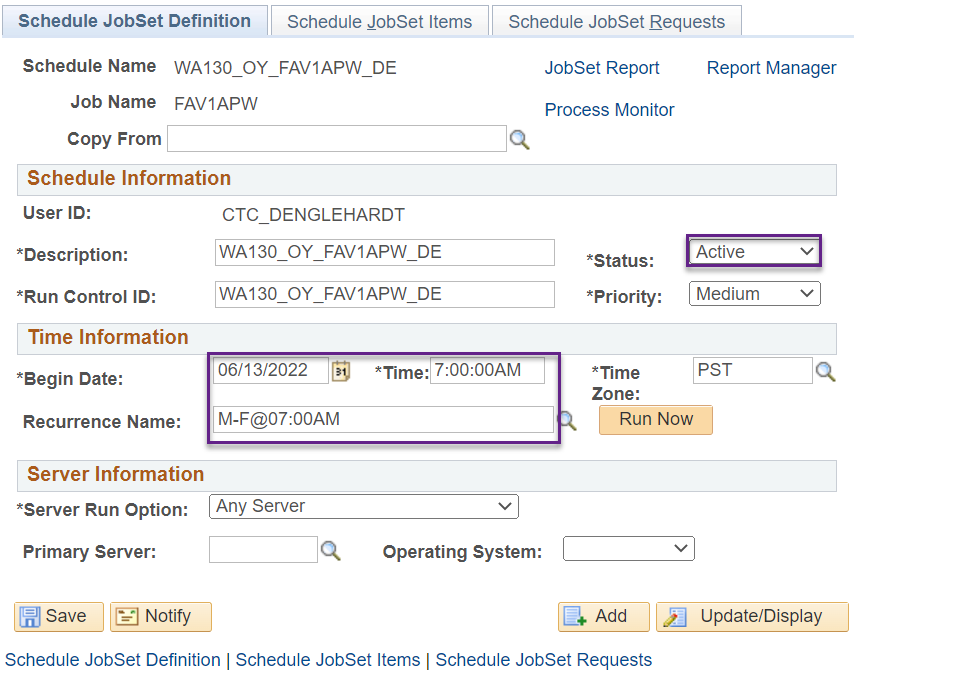 Schedule JobSet Definition Schedule JobSet Items Schedule JobSet Requests
Schedule Name WA130_OY_FAV1APW_DE JobSet Report Report Manager
Job Name FAV1APW Process Monitor
Copy From
Schedule Information
User ID: CTC_DENGLEHARDT
*Description: WA130_OY_FAV1APW_DE *Status: Active
*Run Control ID: WA130_OY_FAV1APW_DE *Priority: Medium
Time Information
*Begin Date: 06/13/2022 31 *Time: 7:00:00AM *Time Zone: PST
Recurrence Name: M-F@07:00AM Run Now
Server Information
*Server Run Option: Any Server
Primary Server: Operating System:
Save Notify Add Update/Display
Schedule JobSet Definition | Schedule JobSet Items | Schedule JobSet Requests